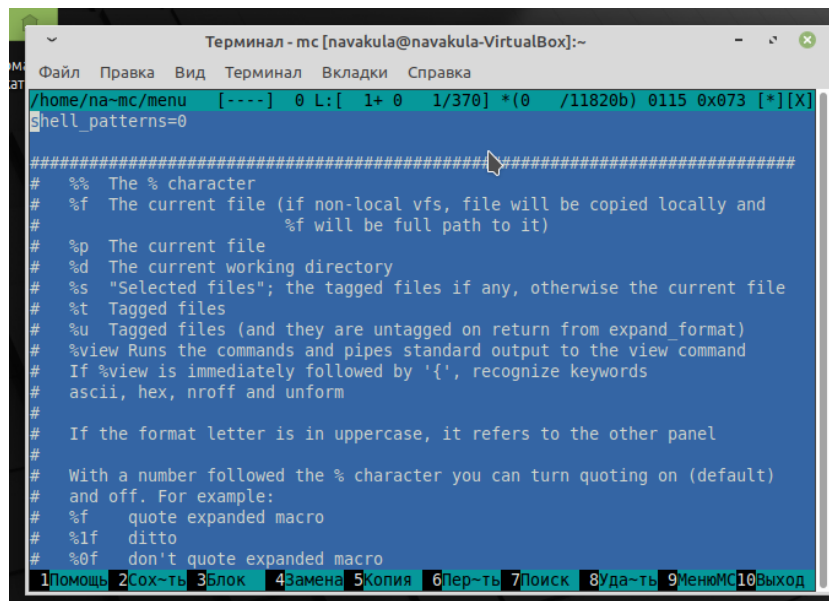 ома
кат
Терминал - mc [navakula@navakula-VirtualBox]:~
Файл Правка Вид Терминал Вкладки Справка
/home/na~mc/menu [----] 0 L:[ 1+ 0 1/370] *(0 /11820b) 0115 0x073 [*][X]
shell_patterns=0
##############################################################################
# %% The % character
# %f The current file (if non-local vfs, file will be copied locally and
# %f will be full path to it)
# %p The current file
# %d The current working directory
# %s "Selected files"; the tagged files if any, otherwise the current file
# %t Tagged files
# %u Tagged files (and they are untagged on return from expand_format)
# %view Runs the commands and pipes standard output to the view command
# If %view is immediately followed by '{', recognize keywords
# ascii, hex, nroff and unform
#
# If the format letter is in uppercase, it refers to the other panel
#
# With a number followed the % character you can turn quoting on (default)
# and off. For example:
# %f quote expanded macro
# %1f ditto
# %0f don't quote expanded macro
1Помощь 2Сох~ть 3Блок 4Замена 5Копия 6Пер~ть 7Поиск 8Уда~ть 9МенюMC 10Выход